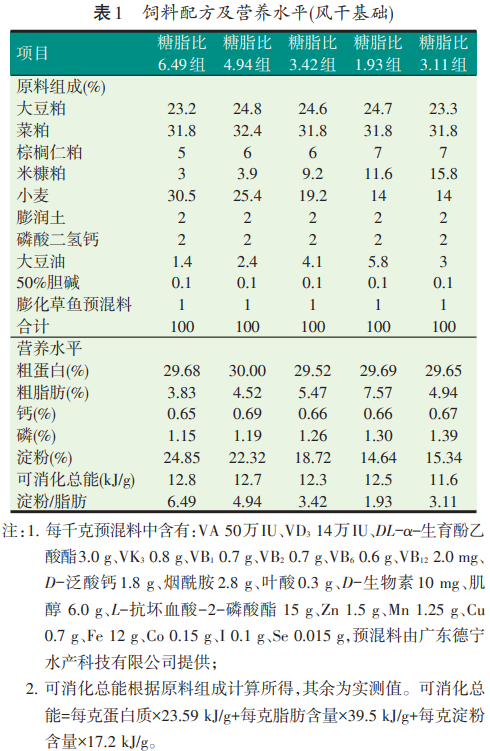 表1 饲料配方及营养水平(风干基础)
项目 糖脂比6.49组 糖脂比4.94组 糖脂比3.42组 糖脂比1.93组 糖脂比3.11组
原料组成(%)
大豆粕 23.2 24.8 24.6 24.7 23.3
菜粕 31.8 32.4 31.8 31.8 31.8
棕榈仁粕 5 6 6 7 7
米糠粕 3 3.9 9.2 11.6 15.8
小麦 30.5 25.4 19.2 14 14
膨润土 2 2 2 2 2
磷酸二氢钙 2 2 2 2 2
大豆油 1.4 2.4 4.1 5.8 3
50%胆碱 0.1 0.1 0.1 0.1 0.1
膨化草鱼预混料 1 1 1 1 1
合计 100 100 100 100 100
营养水平
粗蛋白(%) 29.68 30.00 29.52 29.69 29.65
粗脂肪(%) 3.83 4.52 5.47 7.57 4.94
钙(%) 0.65 0.69 0.66 0.66 0.67
磷(%) 1.15 1.19 1.26 1.30 1.39
淀粉(%) 24.85 22.32 18.72 14.64 15.34
可消化总能(kJ/g) 12.8 12.7 12.3 12.5 11.6
淀粉/脂肪 6.49 4.94 3.42 1.93 3.11
注:1. 每千克预混料中含有:VA 50万IU、VD₃ 14万IU、DL-α-生育酚乙
酸酯3.0 g、VK₃ 0.8 g、VB₁ 0.7 g、VB₂ 0.7 g、VB₆ 0.6 g、VB₁₂ 2.0 mg、
D-泛酸钙1.8 g、烟酰胺2.8 g、叶酸0.3 g、D-生物素10 mg、肌
醇 6.0 g、L-抗坏血酸-2-磷酸酯 15 g、Zn 1.5 g、Mn 1.25 g、Cu
0.7 g、Fe 12 g、Co 0.15 g、I 0.1 g、Se 0.015 g,预混料由广东德宁
水产科技有限公司提供;
2. 可消化总能根据原料组成计算所得,其余为实测值。可消化总
能=每克蛋白质×23.59 kJ/g+每克脂肪含量×39.5 kJ/g+每克淀粉
含量×17.2 kJ/g。